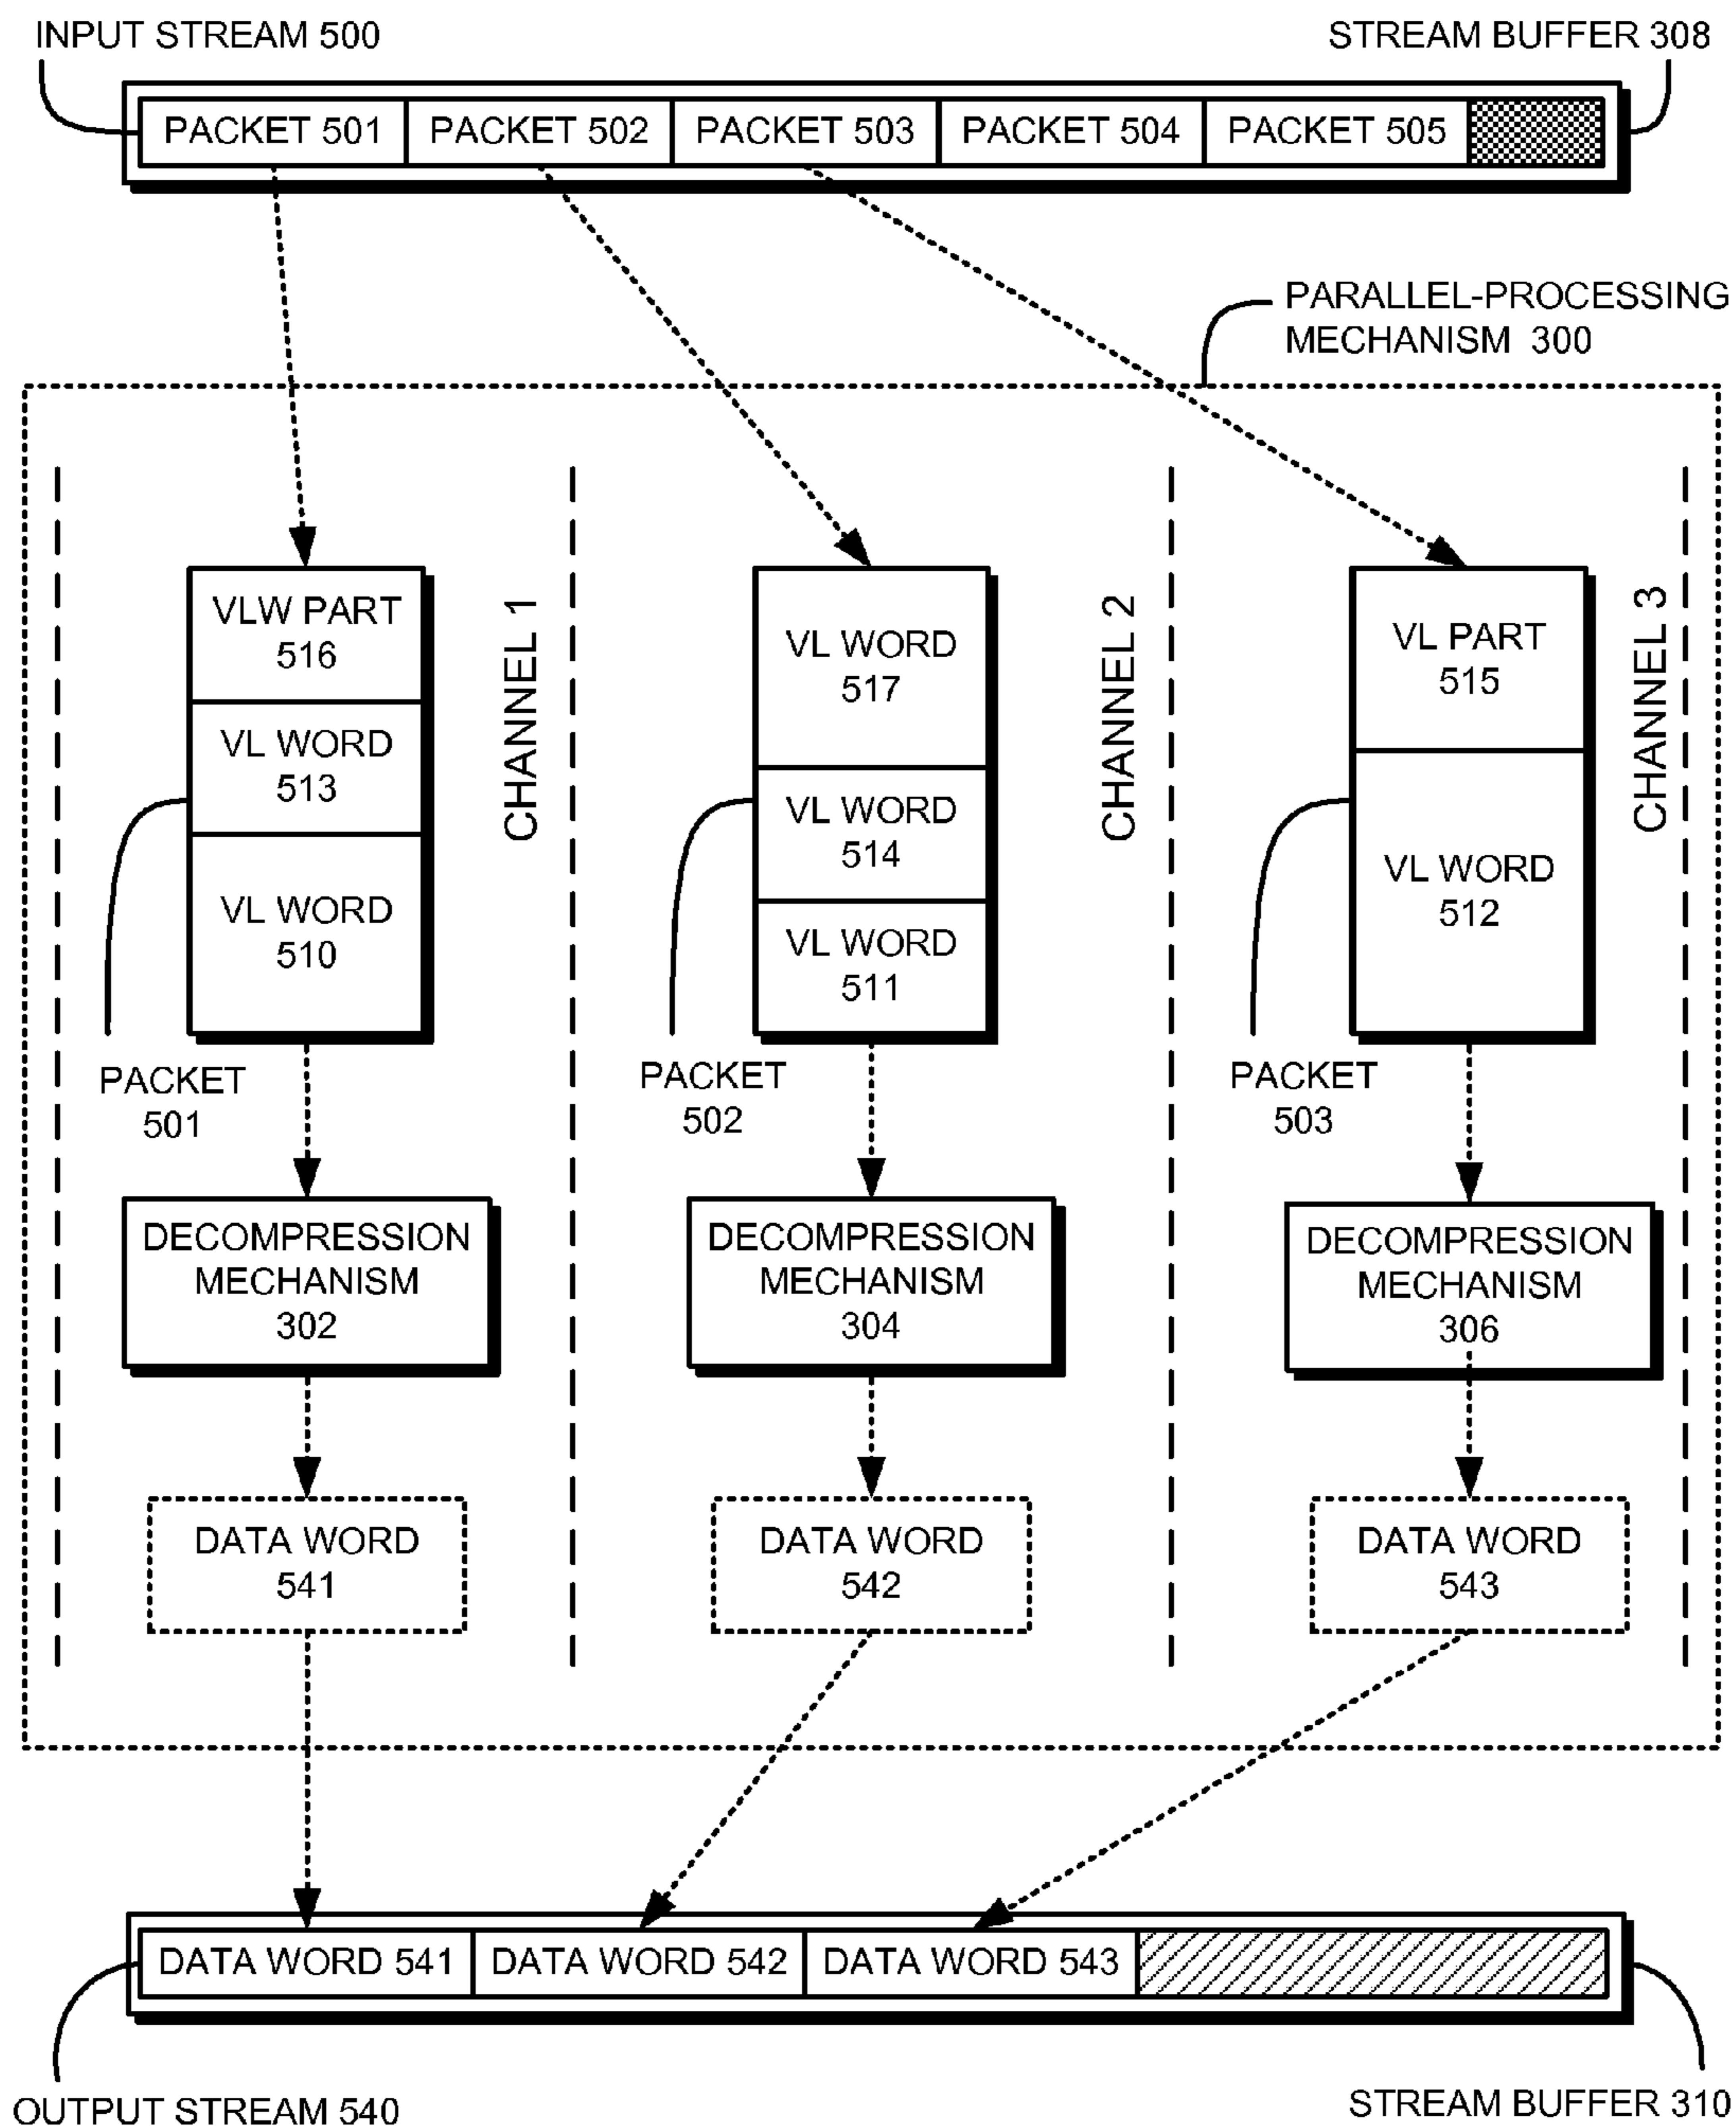 INPUT STREAM 500
STREAM BUFFER 308
PACKET 501
PACKET 502
PACKET 503
PACKET 504
PACKET 505
PARALLEL-PROCESSING
MECHANISM 300
VLW PART
516
VL WORD
513
VL WORD
510
PACKET
501
CHANNEL 1
VL WORD
517
VL WORD
514
VL WORD
511
PACKET
502
CHANNEL 2
VL PART
515
VL WORD
512
PACKET
503
CHANNEL 3
DECOMPRESSION
MECHANISM
302
DECOMPRESSION
MECHANISM
304
DECOMPRESSION
MECHANISM
306
DATA WORD
541
DATA WORD
542
DATA WORD
543
DATA WORD 541
DATA WORD 542
DATA WORD 543
OUTPUT STREAM 540
STREAM BUFFER 310